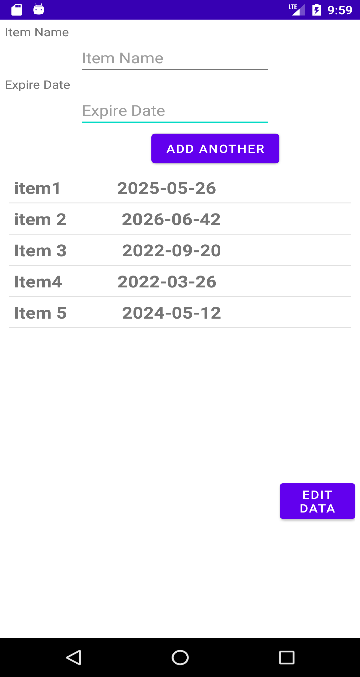 LTE 9:59
Item Name
Item Name
Expire Date
Expire Date
ADD ANOTHER
item1 2025-05-26
item 2 2026-06-42
Item 3 2022-09-20
Item4 2022-03-26
Item 5 2024-05-12
EDIT
DATA